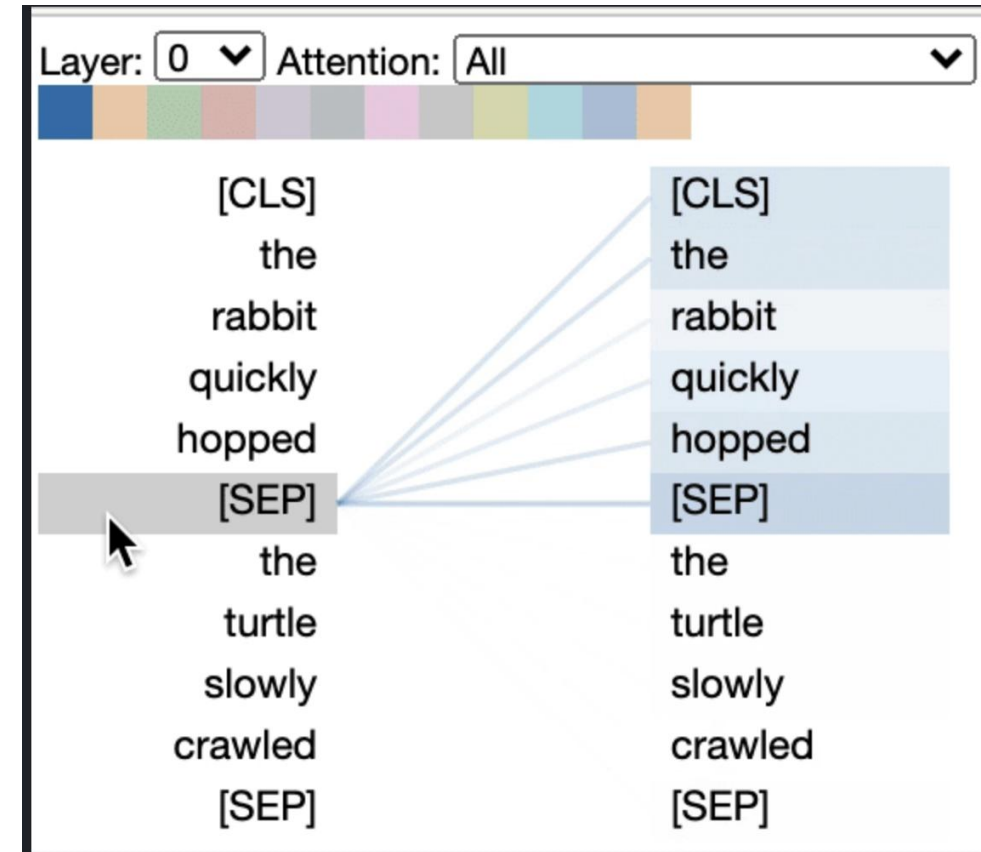 Layer: 0 Attention: All
[CLS] [CLS]
the the
rabbit rabbit
quickly quickly
hopped hopped
[SEP] [SEP]
the the
turtle turtle
slowly slowly
crawled crawled
[SEP] [SEP]